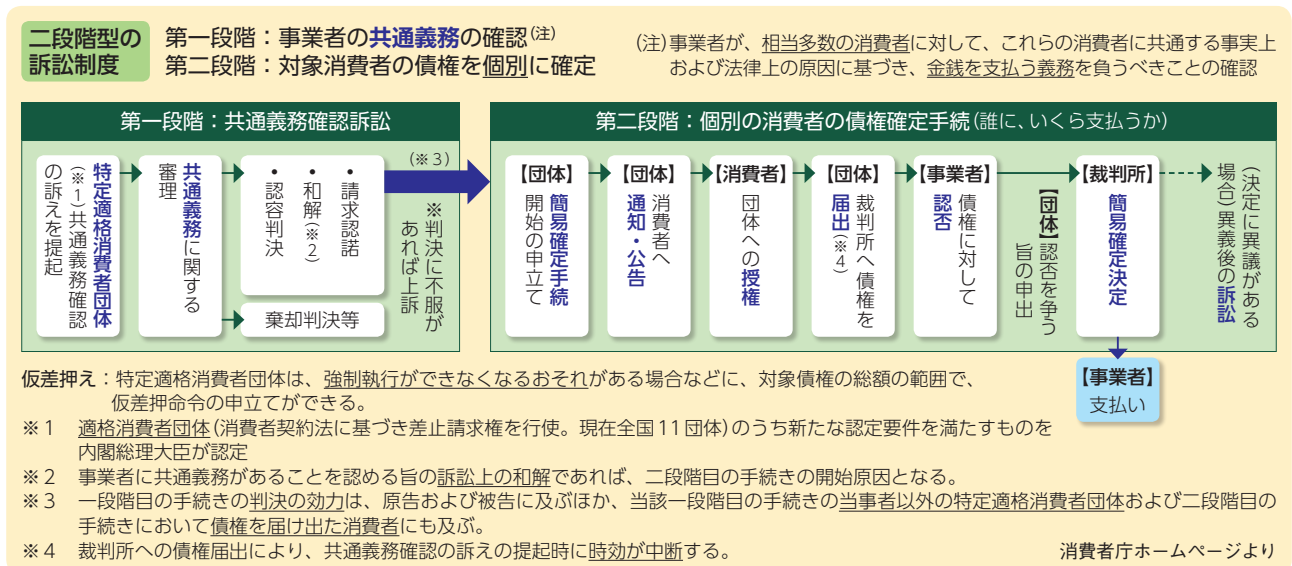 二段階型の
訴訟制度
第一段階：事業者の共通義務の確認(注)
第二段階：対象消費者の債権を個別に確定
(注)事業者が、相当多数の消費者に対して、これらの消費者に共通する事実上
および法律上の原因に基づき、金銭を支払う義務を負うべきことの確認
第一段階：共通義務確認訴訟
特定適格消費者団体
(※1)共通義務確認
の訴えを提起
共通義務に関する
審理
・請求認諾
・和解(※2)
・認容判決
棄却判決等
(※3)
※判決に不服が
あれば上訴
第二段階：個別の消費者の債権確定手続(誰に、いくら支払うか)
【団体】
簡易確定手続
開始の申立て
【団体】
消費者へ
通知・公告
【消費者】
団体への授権
【団体】
裁判所へ債権を
届出(※4)
【事業者】
債権に対して
認否
【団体】認否を争う
旨の申出
【裁判所】
簡易確定決定
(決定に異議がある
場合)異議後の訴訟
【事業者】
支払い
仮差押え：特定適格消費者団体は、強制執行ができなくなるおそれがある場合などに、対象債権の総額の範囲で、
仮差押命令の申立てができる。
※1 適格消費者団体(消費者契約法に基づき差止請求権を行使。現在全国11団体)のうち新たな認定要件を満たすものを
内閣総理大臣が認定
※2 事業者に共通義務があることを認める旨の訴訟上の和解であれば、二段階目の手続きの開始原因となる。
※3 一段階目の手続きの判決の効力は、原告および被告に及ぶほか、当該一段階目の手続きの当事者以外の特定適格消費者団体および二段階目の
手続きにおいて債権を届け出た消費者にも及ぶ。
※4 裁判所への債権届出により、共通義務確認の訴えの提起時に時効が中断する。
消費者庁ホームページより